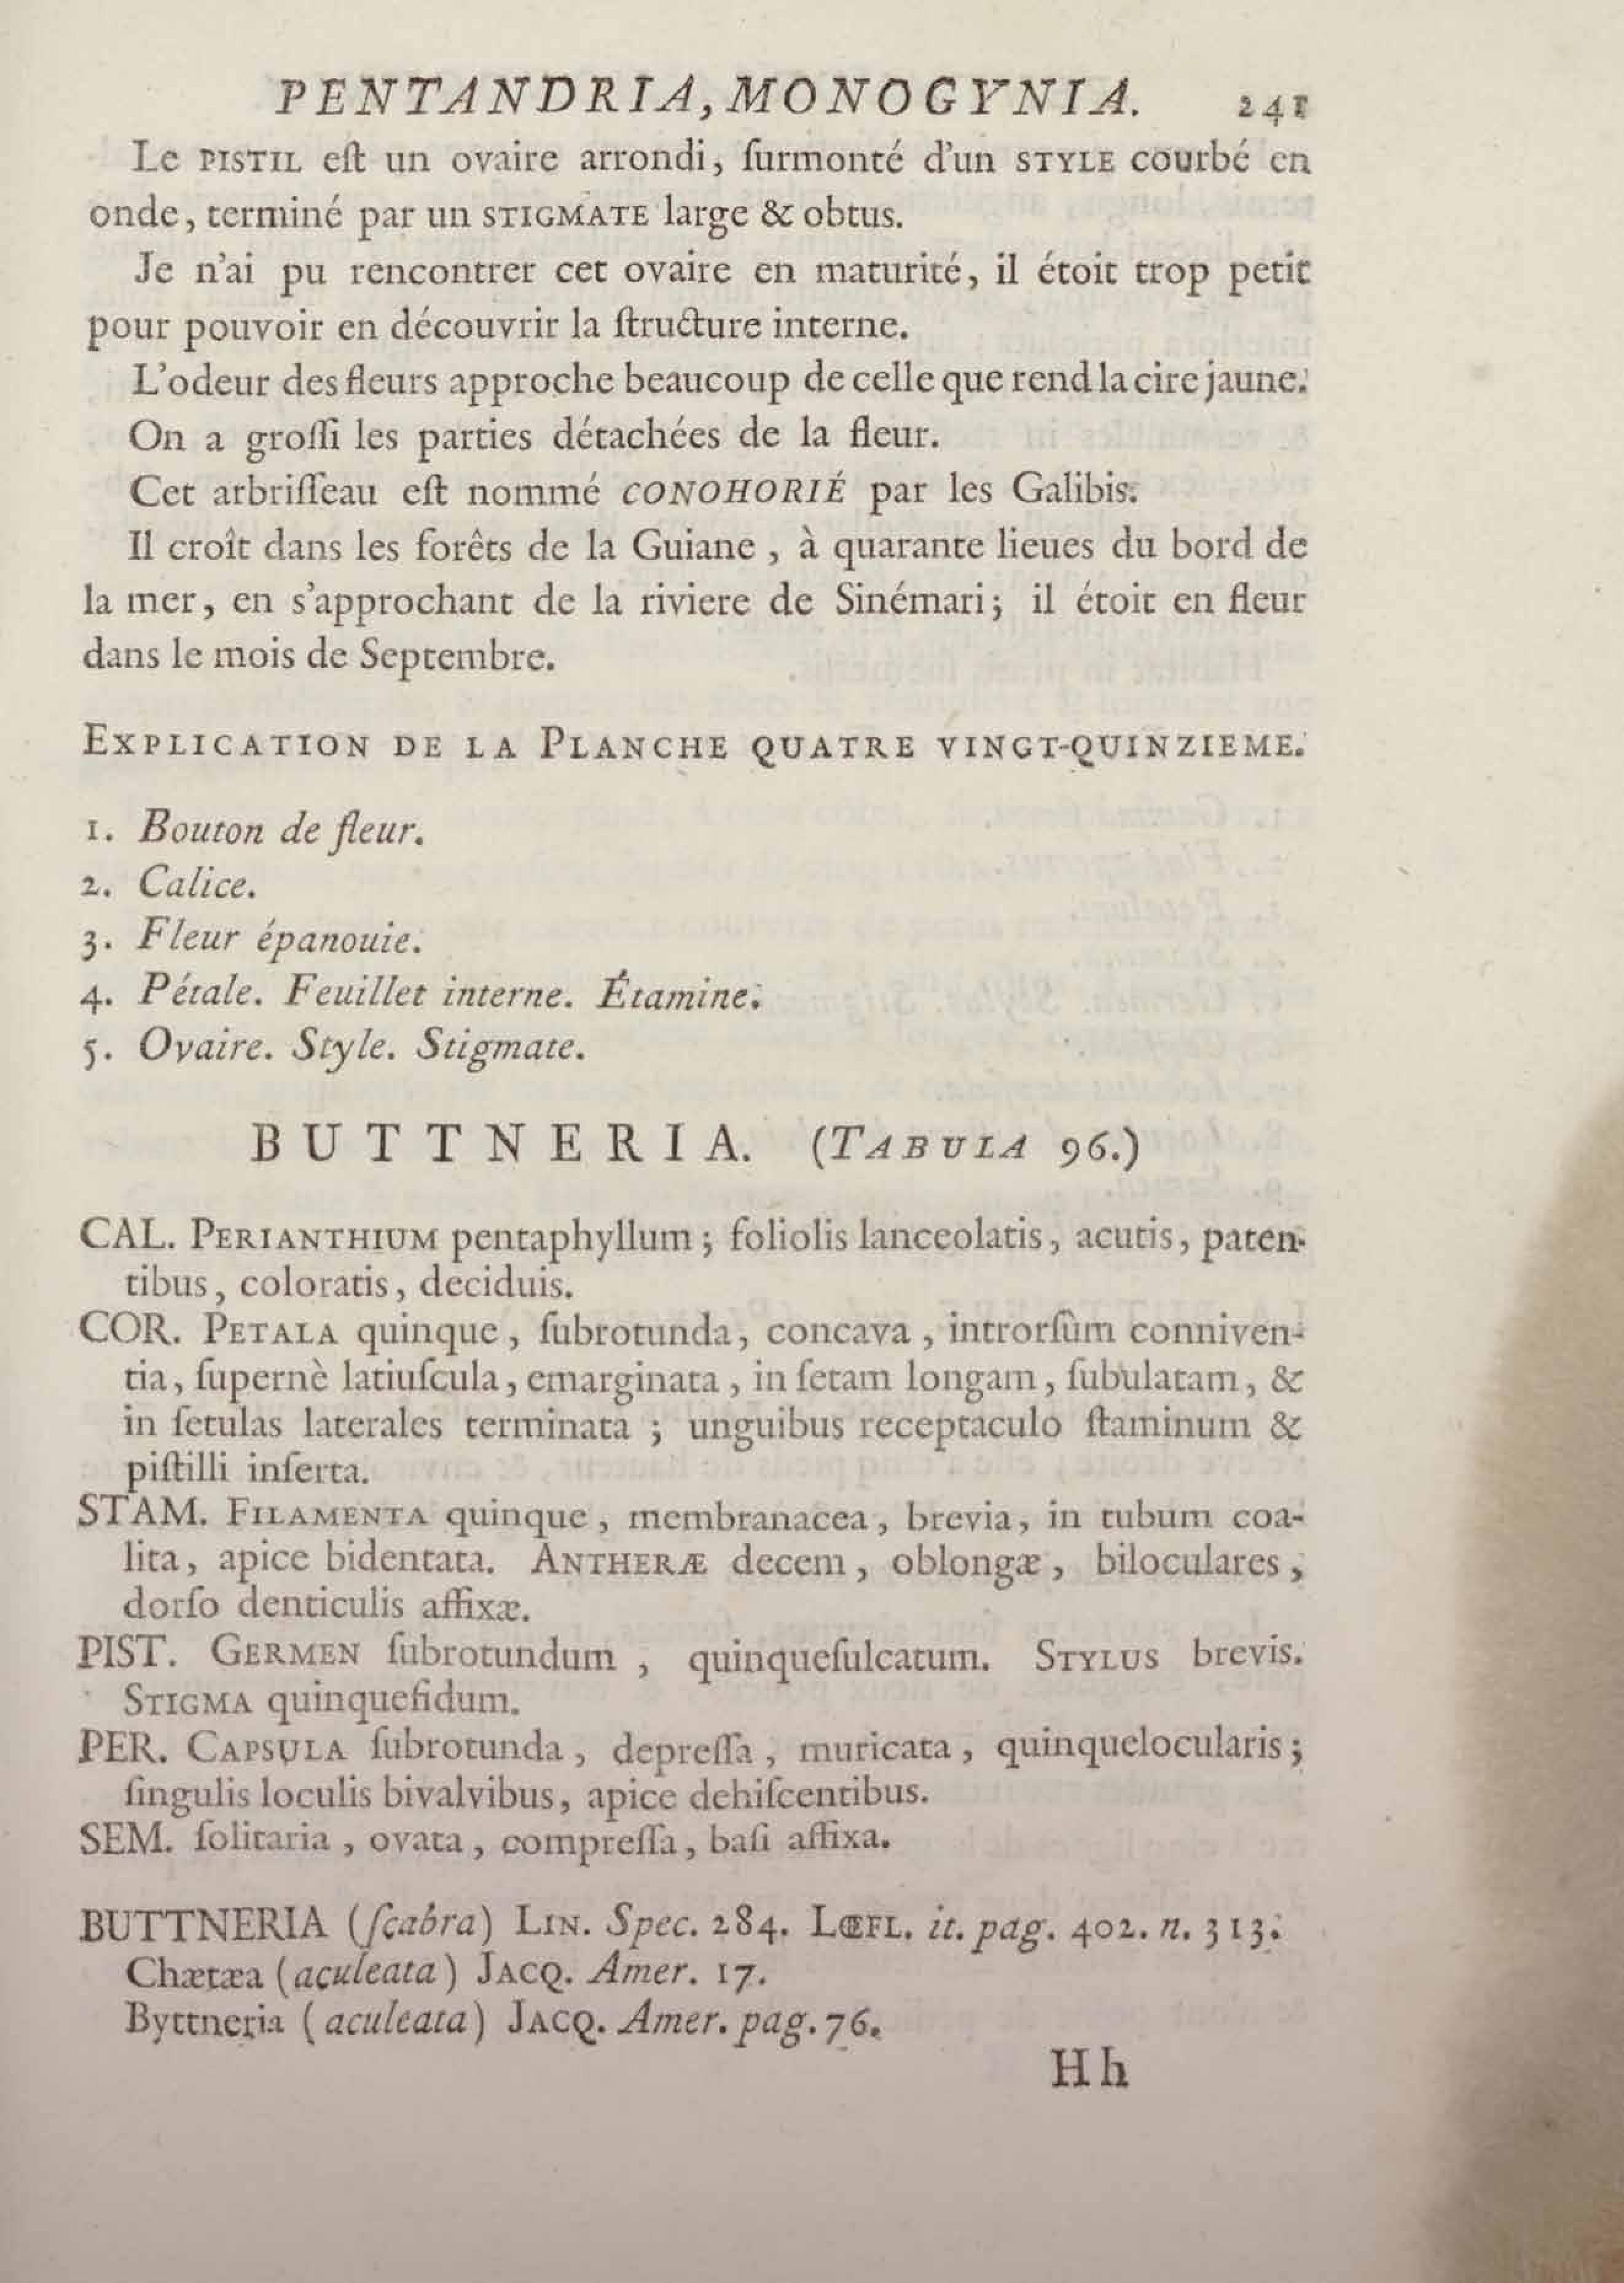 PENTANDRIA, MONOGYNIA. 241
Le PISTIL eſt un ovaire arrondi, ſurmonté d'un STYLE courbé en
onde, terminé par un STIGMATE large & obtus.
Je n'ai pu rencontrer cet ovaire en maturité, il étoit trop petit
pour pouvoir en découvrir la ſtructure interne.
L'odeur des fleurs approche beaucoup de celle que rend la cire jaune.
On a groſſi les parties détachées de la fleur.
Cet arbriſſeau eſt nommé CONOHORIÉ par les Galibis.
Il croît dans les forêts de la Guiane, à quarante lieues du bord de
la mer, en s'approchant de la riviere de Sinémari; il étoit en fleur
dans le mois de Septembre.
EXPLICATION DE LA PLANCHE QUATRE VINGT-QUINZIEME.
1. Bouton de fleur.
2. Calice.
3. Fleur épanouie.
4. Pétale. Feuillet interne. Étamine.
5. Ovaire. Style. Stigmate.
BUTTNERIA. (TABULA 96.)
CAL. PERIANTHIUM pentaphyllum; foliolis lanceolatis, acutis, paten-
tibus, coloratis, deciduis.
COR. PETALA quinque, ſubrotunda, concava, introrſùm conniven-
tia, ſupernè latiuſcula, emarginata, in ſetam longam, ſubulatam, &
in ſetulas laterales terminata; unguibus receptaculo ſtaminum &
piſtilli inſerta.
STAM. FILAMENTA quinque, membranacea, brevia, in tubum coa-
lita, apice bidentata. ANTHERÆ decem, oblongæ, biloculares,
dorſo denticulis affixæ.
PIST. GERMEN ſubrotundum, quinqueſulcatum. STYLUS brevis.
STIGMA quinquefidum.
PER. CAPSULA ſubrotunda, depreſſa, muricata, quinquelocularis;
ſingulis loculis bivalvibus, apice dehiſcentibus.
SEM. ſolitaria, ovata, compreſſa, baſi affixa.
BUTTNERIA (ſcabra) LIN. Spec. 284. LŒFL. it. pag. 402. n. 313.
Chætæa (aculeata) JACQ. Amer. 17.
Byttneria (aculeata) JACQ. Amer. pag. 76.
Hh